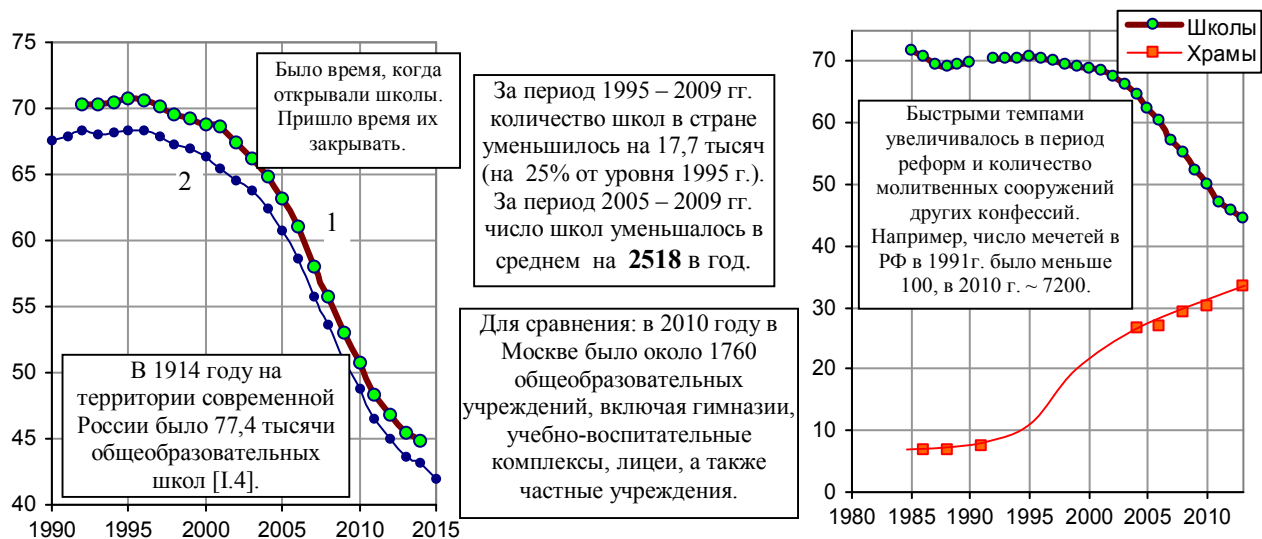 75
70
65
60
55
50
45
40
1990
1995
2000
2005
2010
2015
1
2
Было время, когда
открывали школы.
Пришло время их
закрывать.
В 1914 году на
территории современной
России было 77,4 тысячи
общеобразовательных
школ [I.4].
За период 1995 – 2009 гг.
количество школ в стране
уменьшилось на 17,7 тысяч
(на 25% от уровня 1995 г.).
За период 2005 – 2009 гг.
число школ уменьшалось в
среднем на 2518 в год.
Для сравнения: в 2010 году в
Москве было около 1760
общеобразовательных
учреждений, включая гимназии,
учебно-воспитательные
комплексы, лицеи, а также
частные учреждения.
Школы
Храмы
70
60
50
40
30
20
10
0
1980
1985
1990
1995
2000
2005
2010
Быстрыми темпами
увеличивалось в период
реформ и количество
молитвенных сооружений
других конфессий.
Например, число мечетей в
РФ в 1991г. было меньше
100, в 2010 г. ~ 7200.